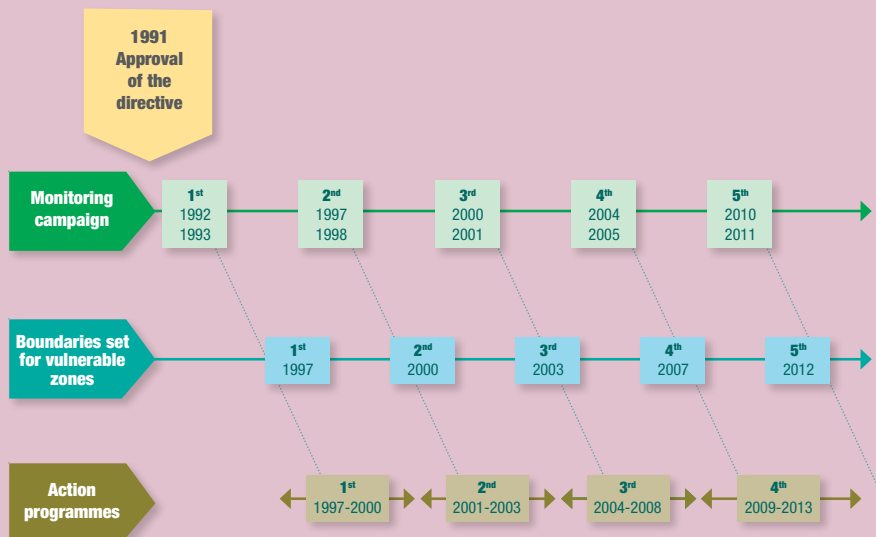 1991
Approval
of the
directive
Monitoring
campaign
1st
1992
1993
2nd
1997
1998
3rd
2000
2001
4th
2004
2005
5th
2010
2011
Boundaries set
for vulnerable
zones
1st
1997
2nd
2000
3rd
2003
4th
2007
5th
2012
Action
programmes
1st
1997-2000
2nd
2001-2003
3rd
2004-2008
4th
2009-2013